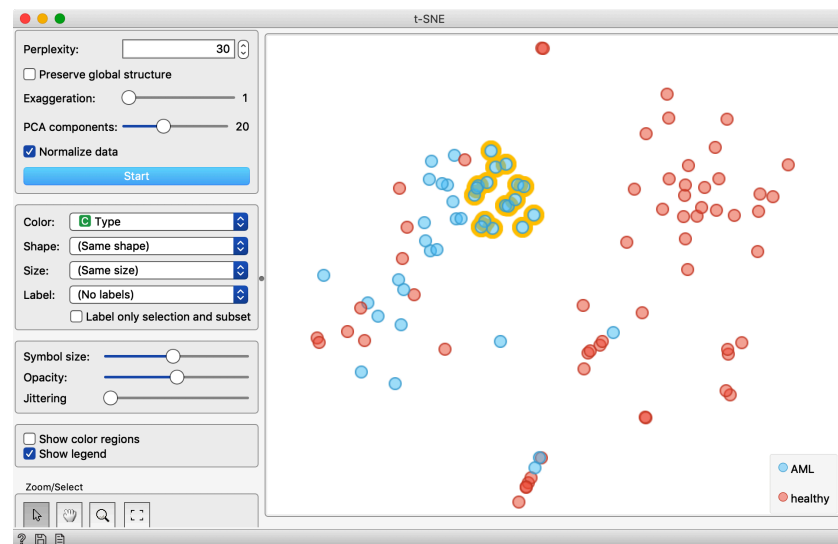 t-SNE
Perplexity: 30
Preserve global structure
Exaggeration: 1
PCA components: 20
Normalize data
Start
Color: C Type
Shape: (Same shape)
Size: (Same size)
Label: (No labels)
Label only selection and subset
Symbol size:
Opacity:
Jittering
Show color regions
Show legend
Zoom/Select
AML
healthy
?